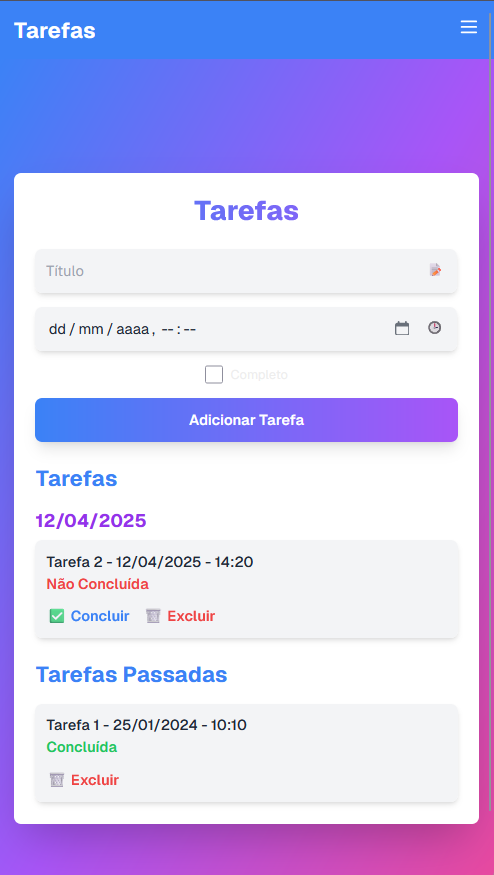 Tarefas
Tarefas
Título
dd / mm / aaaa , -- : --
Completo
Adicionar Tarefa
Tarefas
12/04/2025
Tarefa 2 - 12/04/2025 - 14:20
Não Concluída
✅ Concluir 🗑️ Excluir
Tarefas Passadas
Tarefa 1 - 25/01/2024 - 10:10
Concluída
🗑️ Excluir